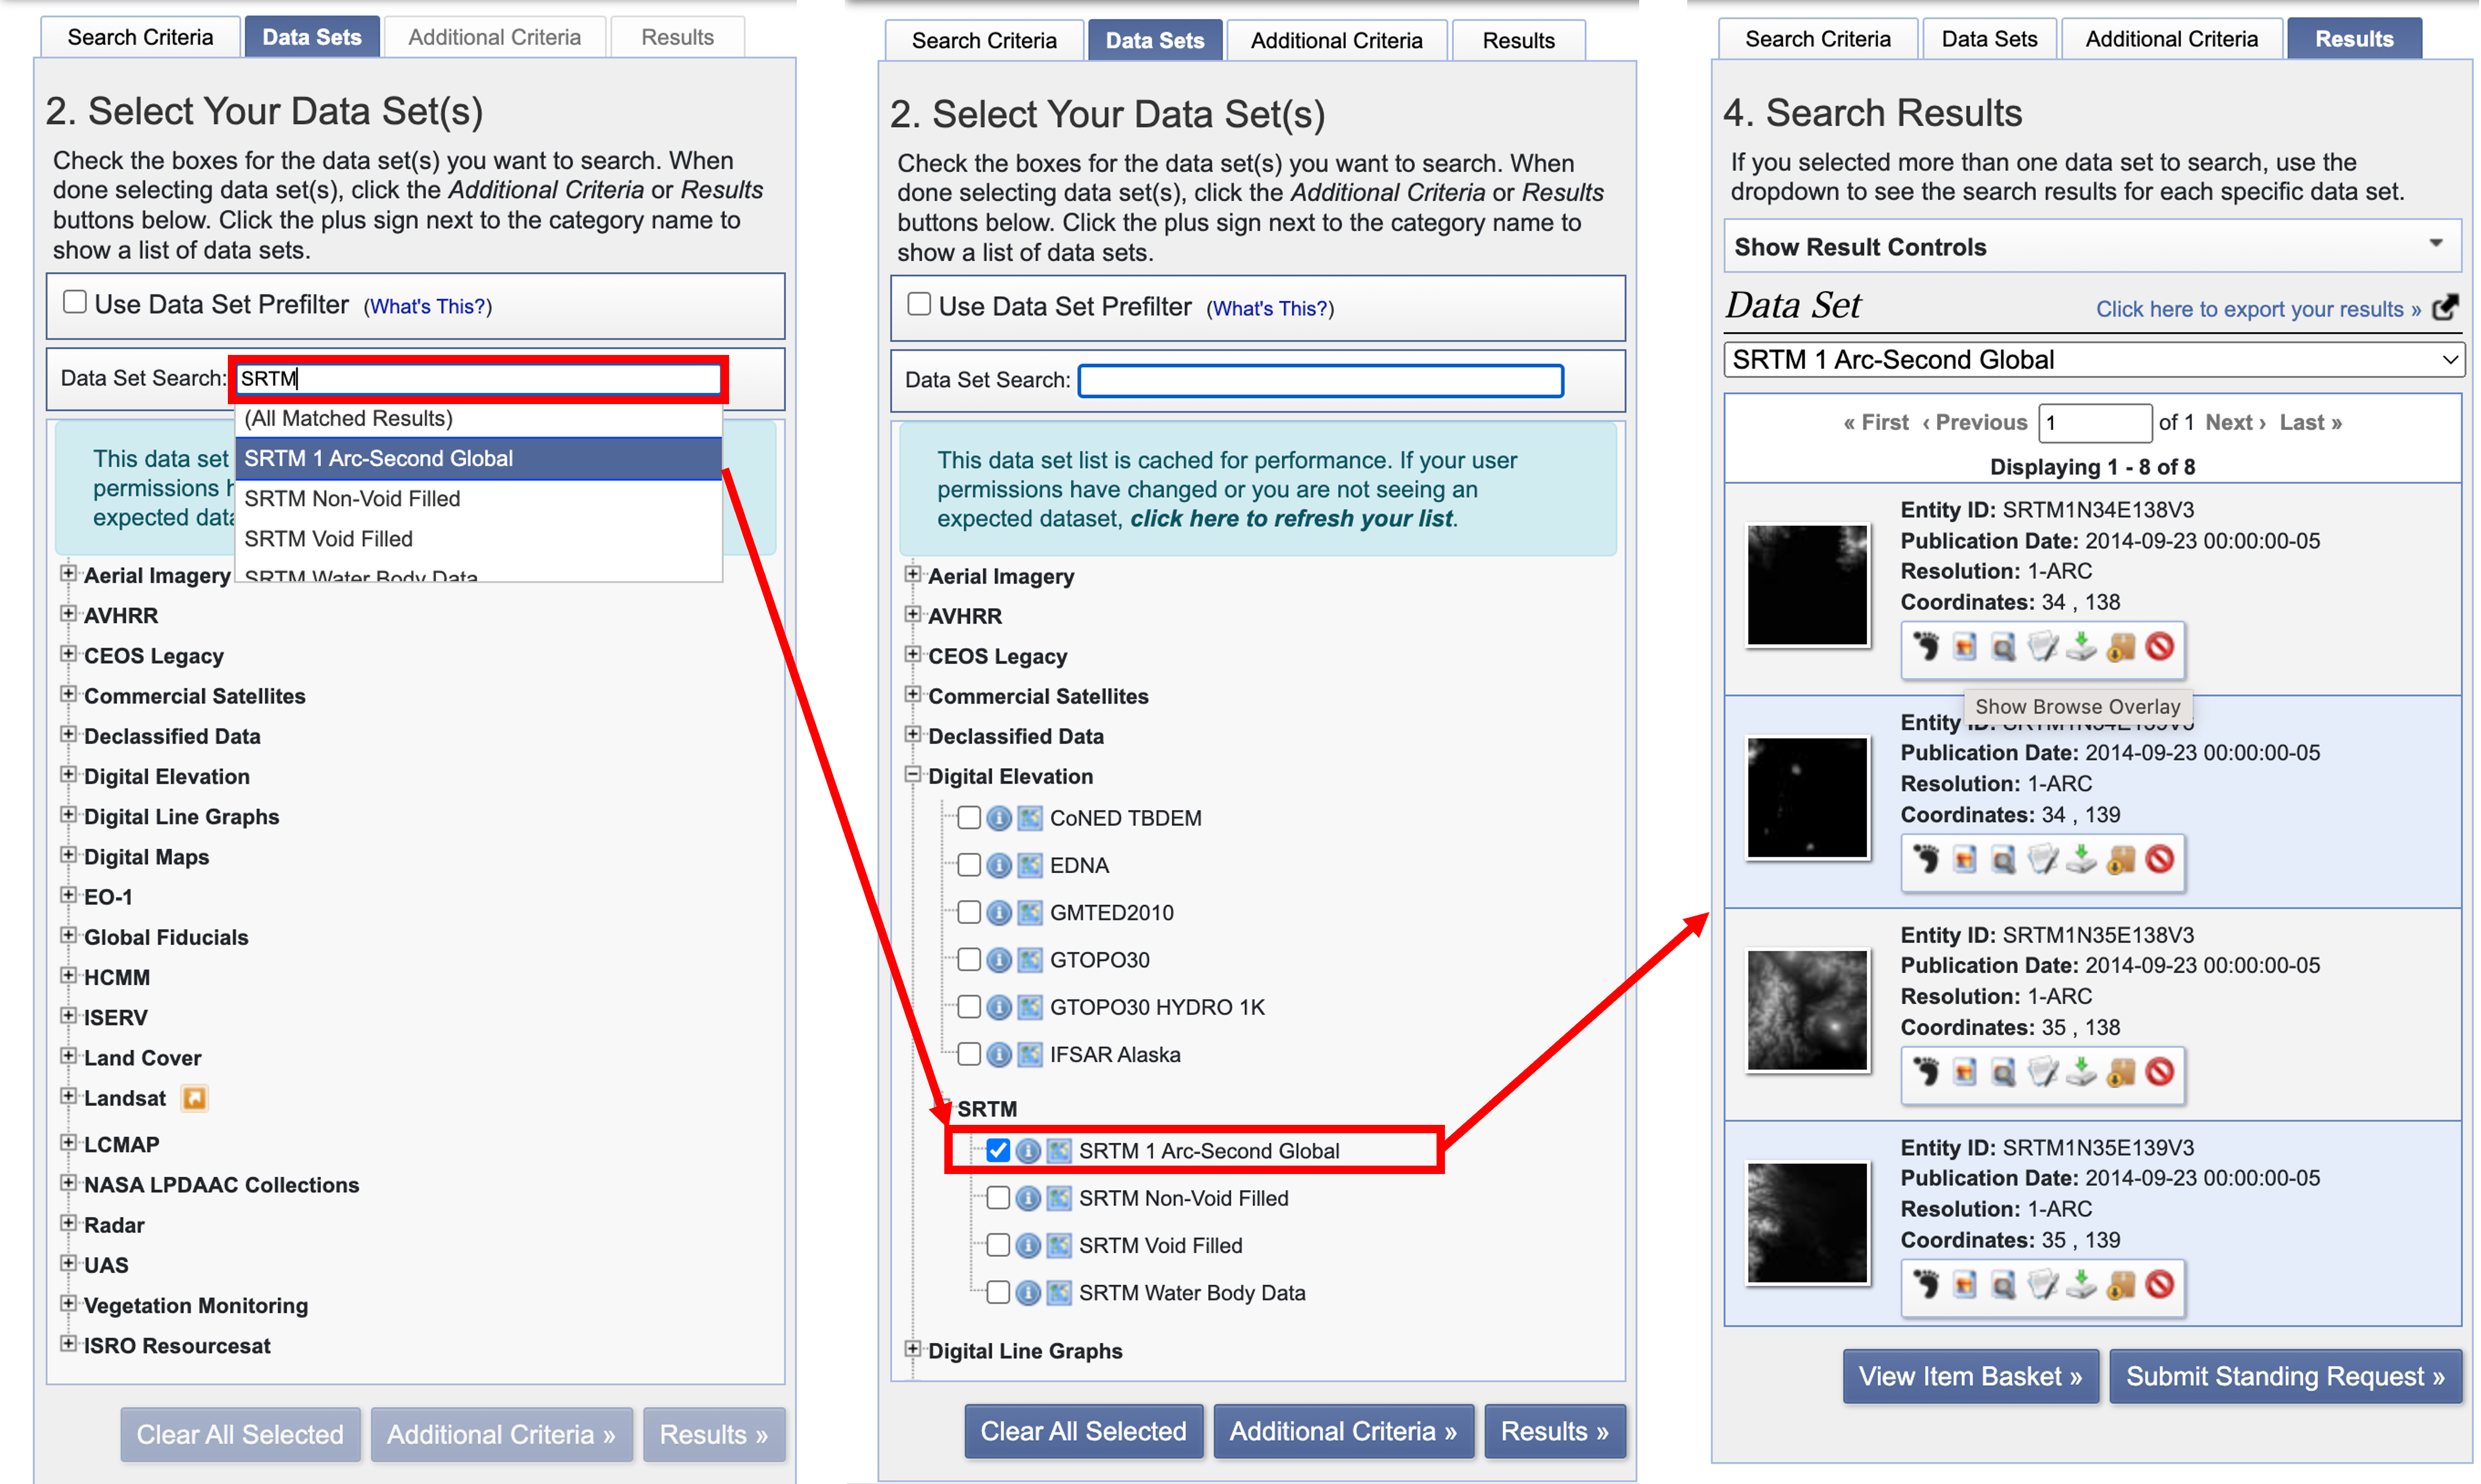 Search Criteria
Data Sets
Additional Criteria
Results
2. Select Your Data Set(s)
Check the boxes for the data set(s) you want to search. When
done selecting data set(s), click the Additional Criteria or Results
buttons below. Click the plus sign next to the category name to
show a list of data sets.
Use Data Set Prefilter (What's This?)
Data Set Search: SRTM
(All Matched Results)
SRTM 1 Arc-Second Global
SRTM Non-Void Filled
SRTM Void Filled
SRTM Water Body Data
This data set
permissions
expected
Aerial Imagery
AVHRR
CEOS Legacy
Commercial Satellites
Declassified Data
Digital Elevation
Digital Line Graphs
Digital Maps
EO-1
Global Fiducials
HCMM
ISERV
Land Cover
Landsat
LCMAP
NASA LPDAAC Collections
Radar
UAS
Vegetation Monitoring
ISRO Resourcesat
Clear All Selected
Additional Criteria »
Results »
Search Criteria
Data Sets
Additional Criteria
Results
2. Select Your Data Set(s)
Check the boxes for the data set(s) you want to search. When
done selecting data set(s), click the Additional Criteria or Results
buttons below. Click the plus sign next to the category name to
show a list of data sets.
Use Data Set Prefilter (What's This?)
Data Set Search:
This data set list is cached for performance. If your user
permissions have changed or you are not seeing an
expected dataset, click here to refresh your list.
Aerial Imagery
AVHRR
CEOS Legacy
Commercial Satellites
Declassified Data
Digital Elevation
CoNED TBDEM
EDNA
GMTED2010
GTOPO30
GTOPO30 HYDRO 1K
IFSAR Alaska
SRTM
SRTM 1 Arc-Second Global
SRTM Non-Void Filled
SRTM Void Filled
SRTM Water Body Data
Digital Line Graphs
Clear All Selected
Additional Criteria »
Results »
Search Criteria
Data Sets
Additional Criteria
Results
4. Search Results
If you selected more than one data set to search, use the
dropdown to see the search results for each specific data set.
Show Result Controls
Data Set
Click here to export your results »
SRTM 1 Arc-Second Global
« First ‹ Previous 1 of 1 Next › Last »
Displaying 1 - 8 of 8
Entity ID: SRTM1N34E138V3
Publication Date: 2014-09-23 00:00:00-05
Resolution: 1-ARC
Coordinates: 34 , 138
Show Browse Overlay
Entity
Publication Date: 2014-09-23 00:00:00-05
Resolution: 1-ARC
Coordinates: 34 , 139
Entity ID: SRTM1N35E138V3
Publication Date: 2014-09-23 00:00:00-05
Resolution: 1-ARC
Coordinates: 35 , 138
Entity ID: SRTM1N35E139V3
Publication Date: 2014-09-23 00:00:00-05
Resolution: 1-ARC
Coordinates: 35 , 139
View Item Basket »
Submit Standing Request »